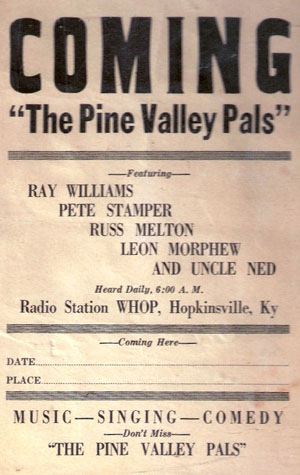 COMING
"The Pine Valley Pals"
Featuring
RAY WILLIAMS
PETE STAMPER
RUSS MELTON
LEON MORPHEW
AND UNCLE NED
Heard Daily, 6:00 A. M.
Radio Station WHOP, Hopkinsville, Ky
Coming Here
DATE
PLACE
MUSIC—SINGING—COMEDY
Don't Miss
"THE PINE VALLEY PALS"